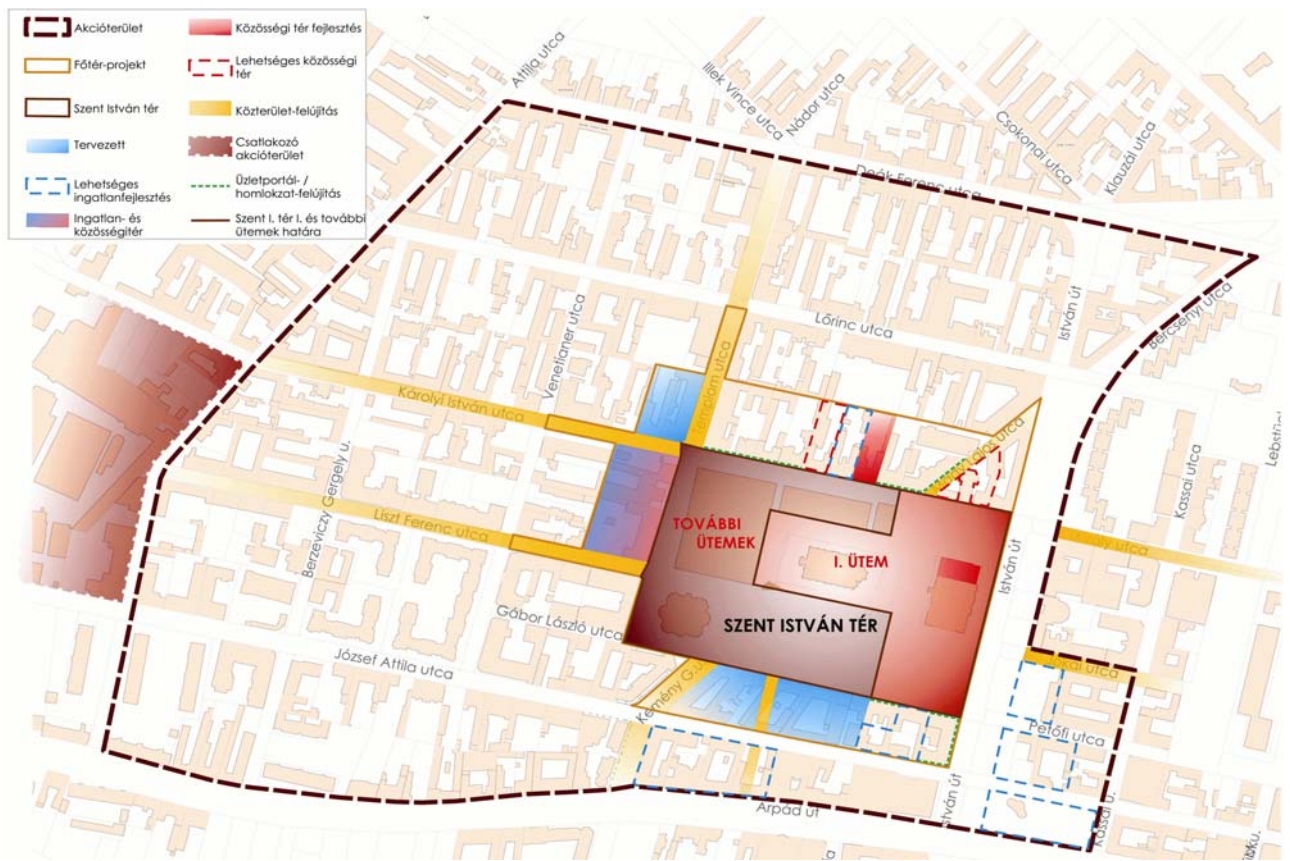 Akcióterület
Főtér-projekt
Szent István tér
Tervezett
Lehetséges
ingatlanfejlesztés
Ingatlan- és
közösségitér
Közösségi tér fejlesztés
Lehetséges közösségi
tér
Közterület-felújítás
Csatlakozó
akcióterület
Üzletportál- /
homlokzat-felújítás
Szent I. tér I. és további
ütemek határa
Attila utca
Illek Vince utca
Nádor utca
Csokonai utca
Klauzál utca
Deák Ferenc utca
István út
Bercsényi utca
Lőrinc utca
Venetianer utca
Templom utca
Károlyi István utca
Kassai utca
Berzeviczy Gergely u.
Liszt Ferenc utca
TOVÁBBI
ÜTEMEK
I. ÜTEM
István út
SZENT ISTVÁN TÉR
Gábor László utca
József Attila utca
Kemény G.u.
Petőfi utca
Árpád út
István út
Kassai u.